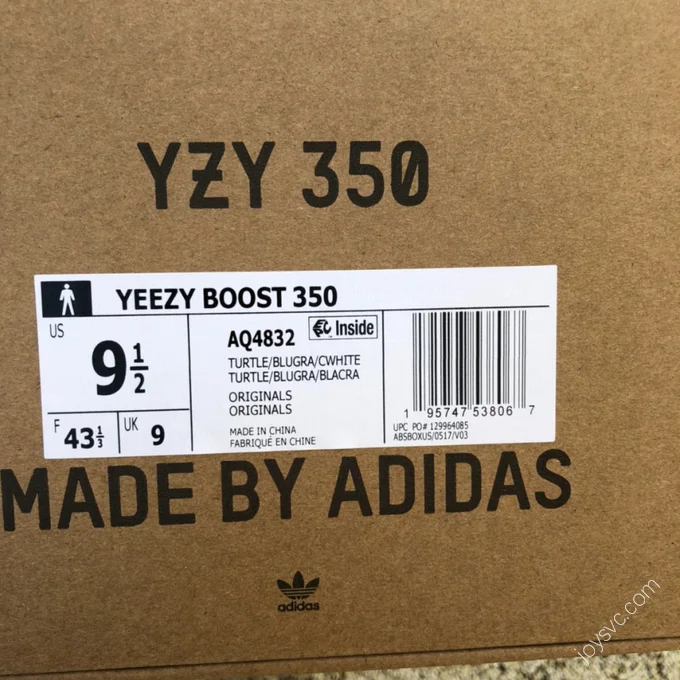 YZY 350
YEEZY BOOST 350
US
9 1/2
F
43 1/3
UK
9
AQ4832
Inside
TURTLE/BLUGRA/CWHITE
TURTLE/BLUGRA/BLACRA
ORIGINALS
ORIGINALS
MADE IN CHINA
FABRIQUÉ EN CHINE
1 95747 53806 7
UPC PO# 129964085
ABSBOXUS/0517/V03
MADE BY ADIDAS
adidas
joysvc.com